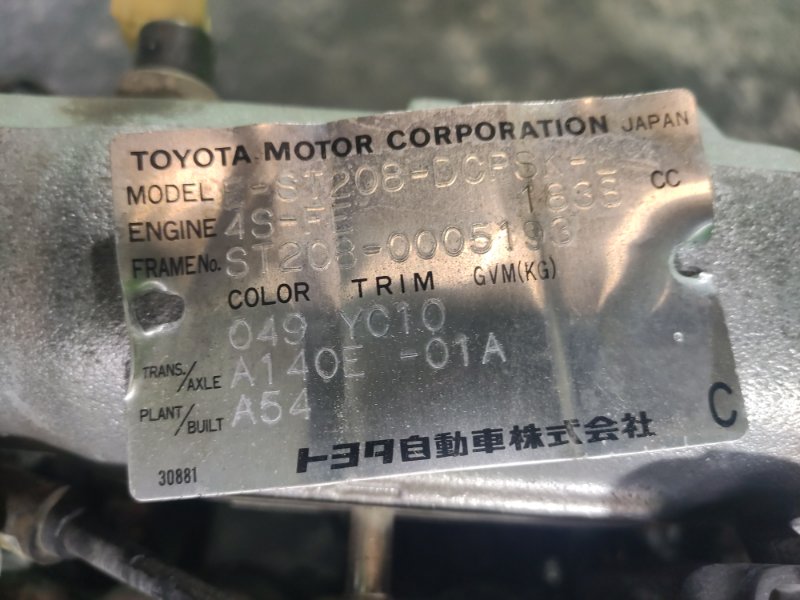 TOYOTA MOTOR CORPORATION JAPAN
MODEL E-ST208-DCPSK-
ENGINE 4S-FE 1838 CC
FRAME No. ST208-0005193
COLOR TRIM GVM(KG)
049 YC10
TRANS./AXLE A140E -01A
PLANT/BUILT A54
C
30881 トヨタ自動車株式会社